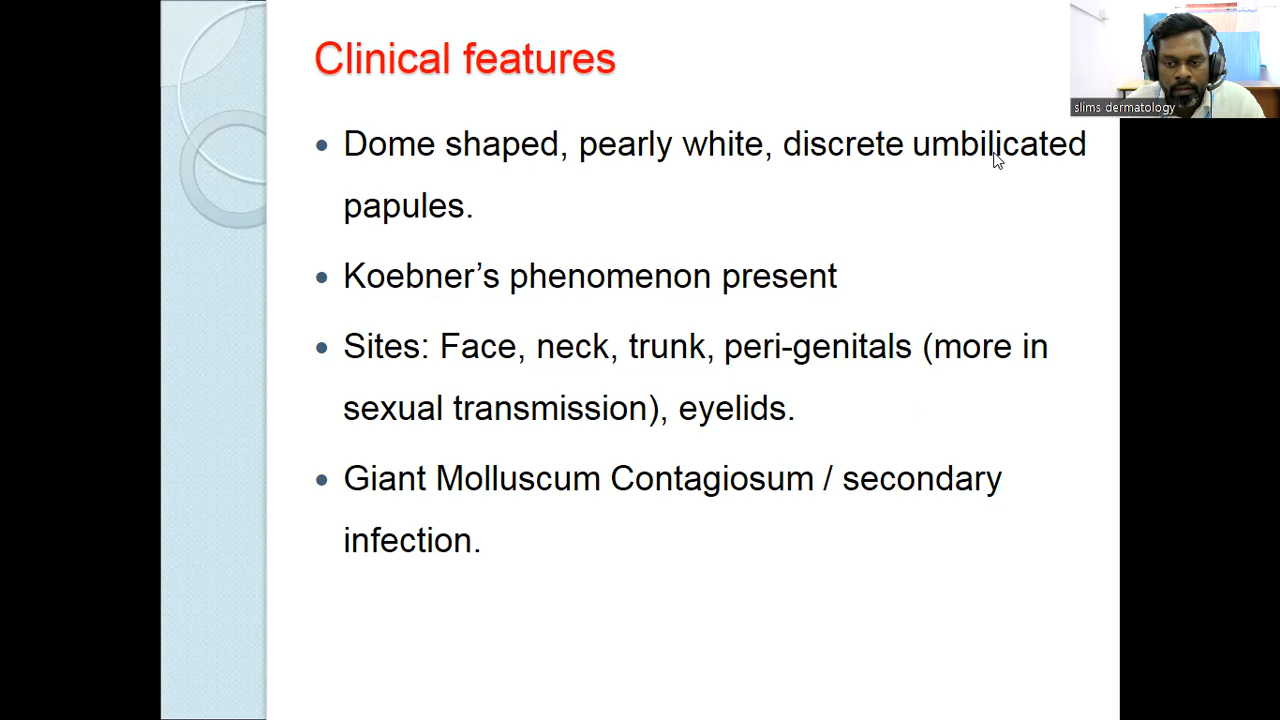 Clinical features
slims dermatology
• Dome shaped, pearly white, discrete umbilicated
papules.
• Koebner’s phenomenon present
• Sites: Face, neck, trunk, peri-genitals (more in
sexual transmission), eyelids.
• Giant Molluscum Contagiosum / secondary
infection.